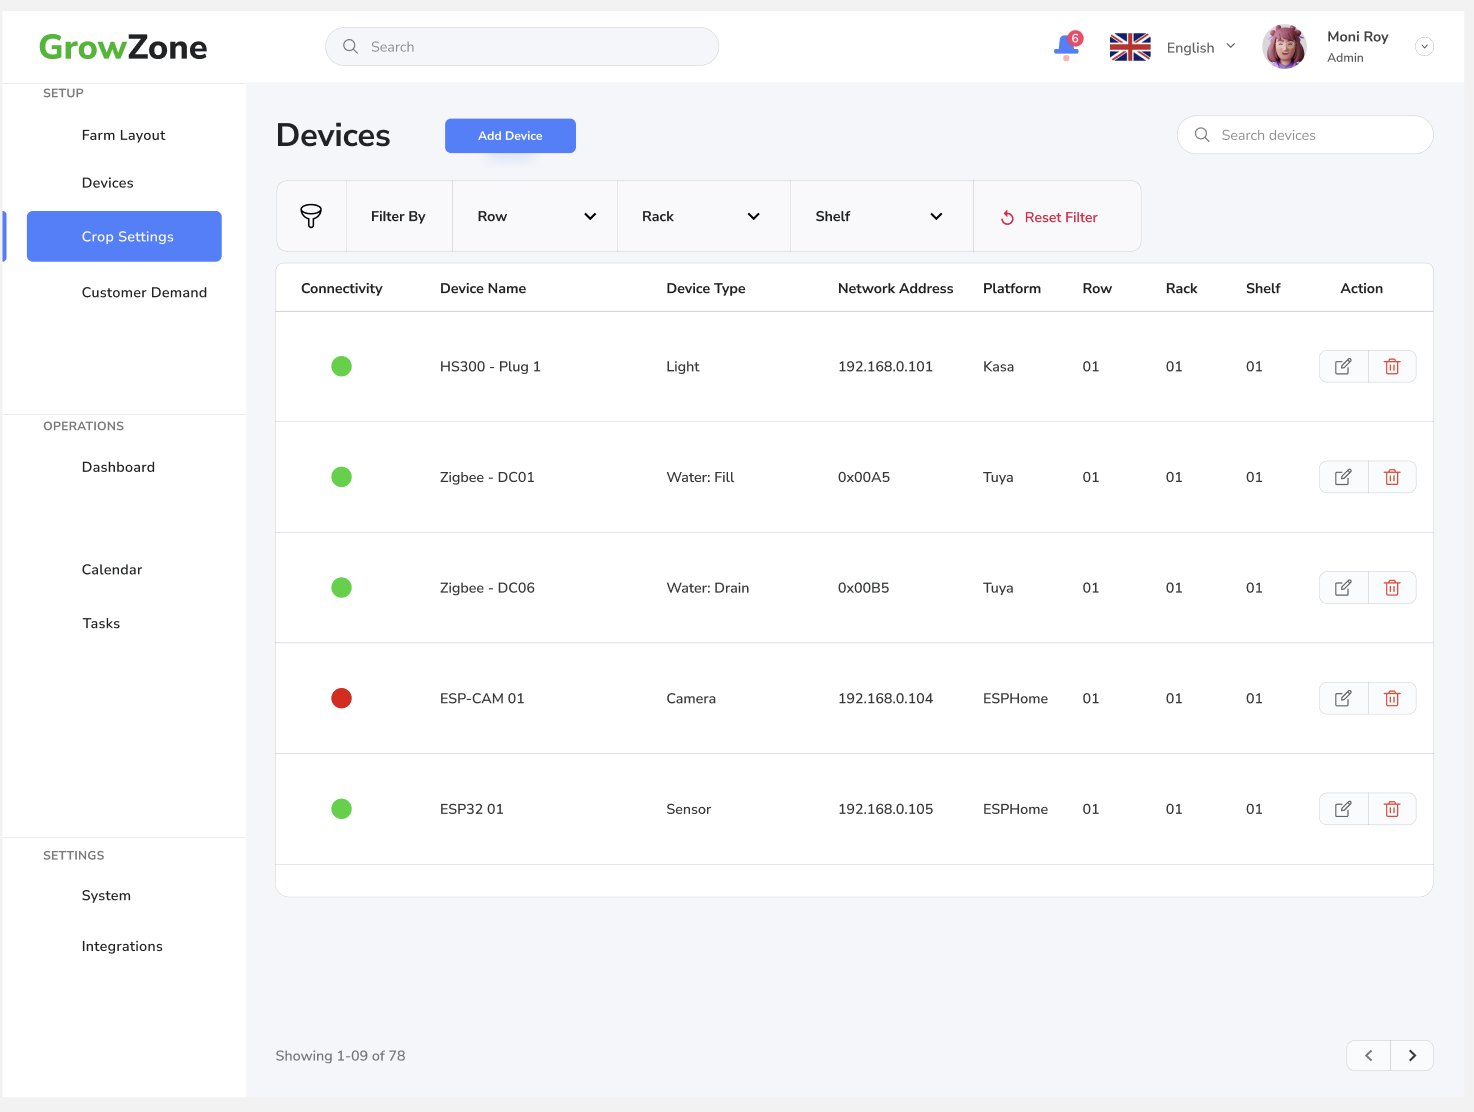 GrowZone
Search
6
English
Moni Roy
Admin
SETUP
Farm Layout
Devices
Crop Settings
Customer Demand
OPERATIONS
Dashboard
Calendar
Tasks
SETTINGS
System
Integrations
Devices
Add Device
Search devices
Filter By Row Rack Shelf Reset Filter
Connectivity Device Name Device Type Network Address Platform Row Rack Shelf Action
HS300 - Plug 1 Light 192.168.0.101 Kasa 01 01 01
Zigbee - DC01 Water: Fill 0x00A5 Tuya 01 01 01
Zigbee - DC06 Water: Drain 0x00B5 Tuya 01 01 01
ESP-CAM 01 Camera 192.168.0.104 ESPHome 01 01 01
ESP32 01 Sensor 192.168.0.105 ESPHome 01 01 01
Showing 1-09 of 78